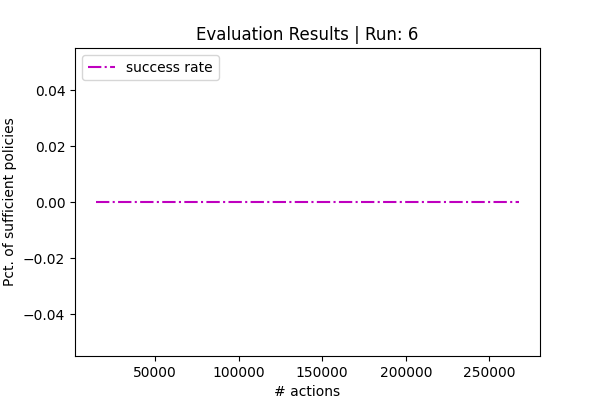 Evaluation Results | Run: 6
success rate
Pct. of sufficient policies
0.04
0.02
0.00
−0.02
−0.04
50000 100000 150000 200000 250000
# actions